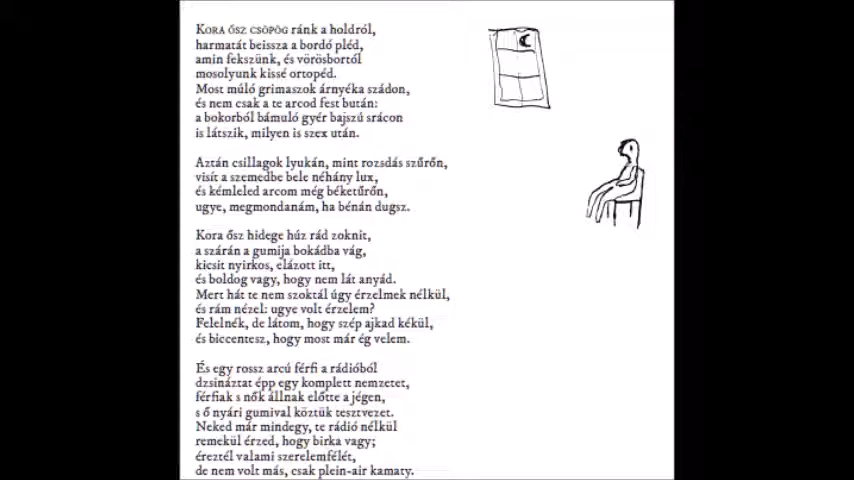 Kora ősz csöpög ránk a holdról,
harmatát beissza a bordó pléd,
amin fekszünk, és vörösbortól
mosolyunk kissé ortopéd.
Most múló grimaszok árnyéka szádon,
és nem csak a te arcod fest bután:
a bokorból bámuló gyér bajszú srácon
is látszik, milyen is szex után.
Aztán csillagok lyukán, mint rozsdás szűrőn,
visít a szemedbe bele néhány lux,
és kémleled arcom még béketűrőn,
ugye, megmondanám, ha bénán dugsz.
Kora ősz hidege húz rád zoknit,
a szárán a gumija bokádba vág,
kicsit nyirkos, elázott itt,
és boldog vagy, hogy nem lát anyád.
Mert hát te nem szoktál úgy érzelmek nélkül,
és rám nézel: ugye volt érzelem?
Felelnék, de látom, hogy szép ajkad kékül,
és biccentesz, hogy most már ég velem.
És egy rossz arcú férfi a rádióból
dzsináztat épp egy komplett nemzetet,
férfiak s nők állnak előtte a jégen,
s ő nyári gumival köztük tesztvezet.
Neked már mindegy, te rádió nélkül
remekül érzed, hogy birka vagy;
éreztél valami szerelemfélét,
de nem volt más, csak plein-air kamaty.